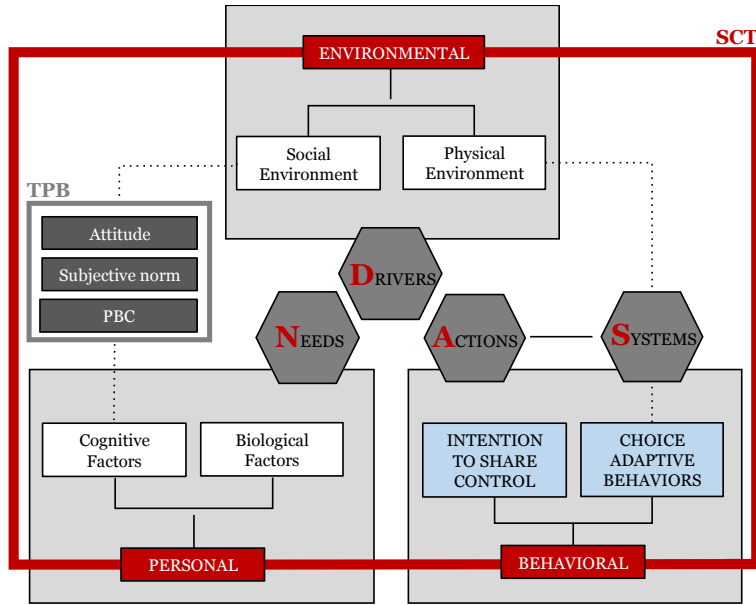 SCT
ENVIRONMENTAL
Social
Environment
Physical
Environment
TPB
Attitude
Subjective norm
PBC
DRIVERS
NEEDS
ACTIONS
SYSTEMS
Cognitive
Factors
Biological
Factors
INTENTION
TO SHARE
CONTROL
CHOICE
ADAPTIVE
BEHAVIORS
PERSONAL
BEHAVIORAL